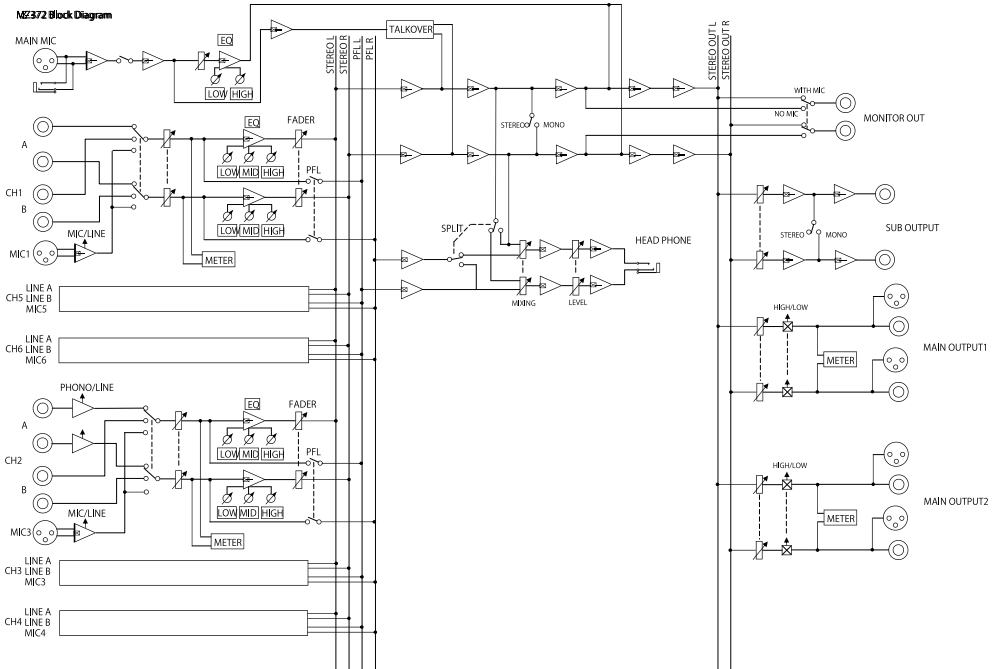 MZ372 Block Diagram
MAIN MIC
EQ
LOW HIGH
TALKOVER
STEREO L
STEREO R
PFL L
PFL R
STEREO OUT L
STEREO OUT R
WITH MIC
NO MIC
MONITOR OUT
STEREO MONO
A
CH1
B
MIC1
MIC/LINE
EQ
LOW MID HIGH
FADER
PFL
LOW MID HIGH
METER
SPLIT
MIXING
LEVEL
HEAD PHONE
STEREO MONO
SUB OUTPUT
LINE A
CH5 LINE B
MIC5
LINE A
CH6 LINE B
MIC6
HIGH/LOW
METER
MAIN OUTPUT1
PHONO/LINE
A
CH2
B
MIC3
MIC/LINE
EQ
LOW MID HIGH
FADER
PFL
LOW MID HIGH
METER
HIGH/LOW
METER
MAIN OUTPUT2
LINE A
CH3 LINE B
MIC3
LINE A
CH4 LINE B
MIC4